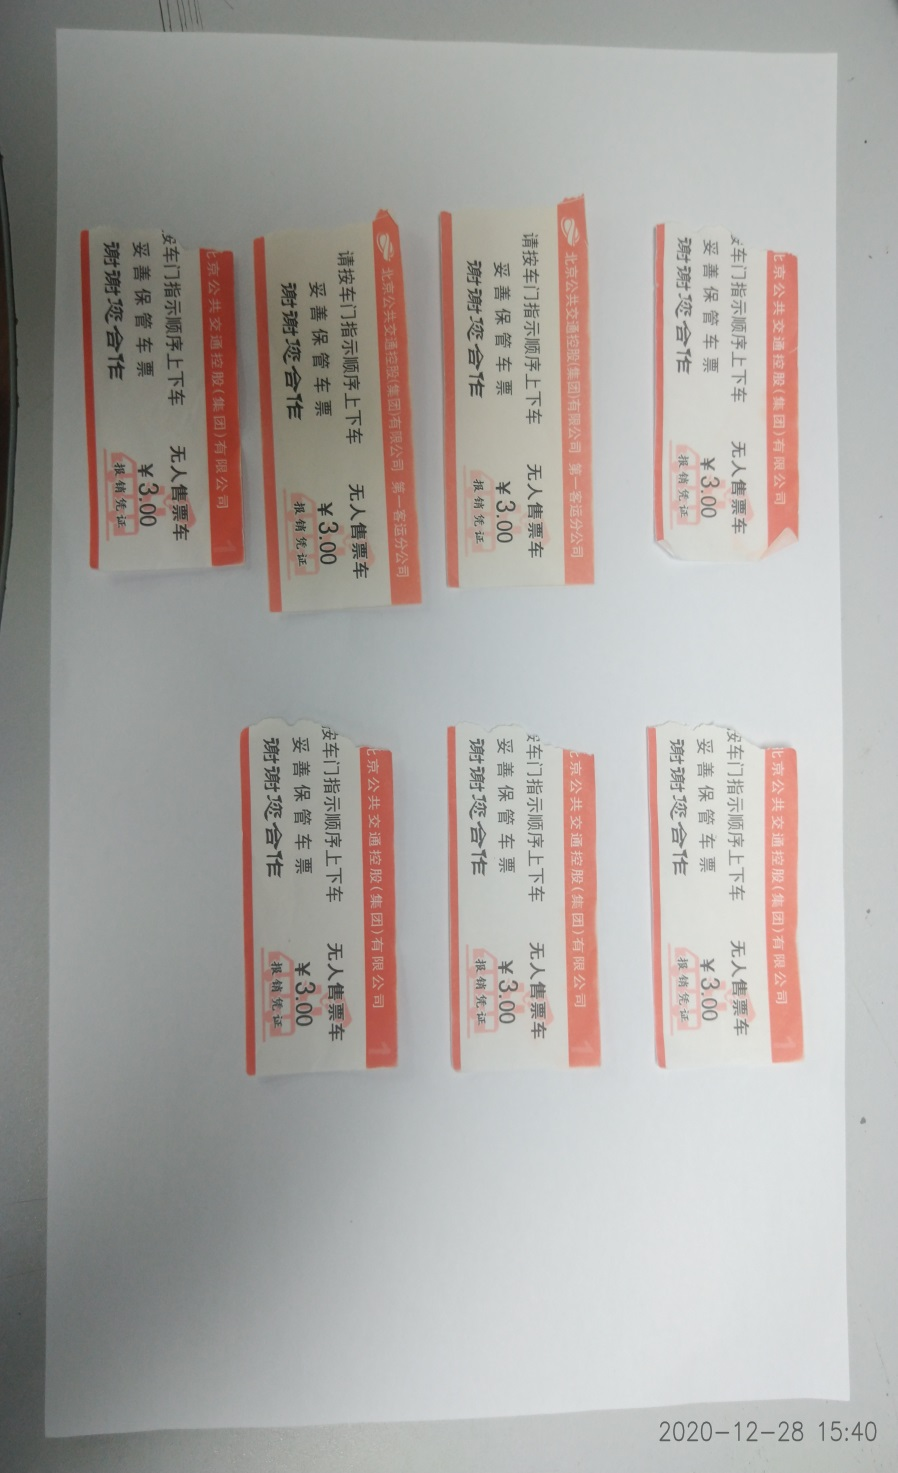 京公共交通控股(集团)有限公司
按车门指示顺序上下车
妥善保管车票
谢谢您合作
无人售票车
¥3.00
报销凭证
北京公共交通控股(集团)有限公司 第一客运分公司
请按车门指示顺序上下车
妥善保管车票
谢谢您合作
无人售票车
¥3.00
报销凭证
北京公共交通控股(集团)有限公司 第一客运分公司
请按车门指示顺序上下车
妥善保管车票
谢谢您合作
无人售票车
¥3.00
报销凭证
京公共交通控股(集团)有限公司
1
按车门指示顺序上下车
妥善保管车票
谢谢您合作
无人售票车
¥3.00
报销凭证
北京公共交通控股(集团)有限公司
1
按车门指示顺序上下车
妥善保管车票
谢谢您合作
无人售票车
¥3.00
报销凭证
北京公共交通控股(集团)有限公司
1
按车门指示顺序上下车
妥善保管车票
谢谢您合作
无人售票车
¥3.00
报销凭证
北京公共交通控股(集团)有限公司
1
按车门指示顺序上下车
妥善保管车票
谢谢您合作
无人售票车
¥3.00
报销凭证
2020-12-28 15:40